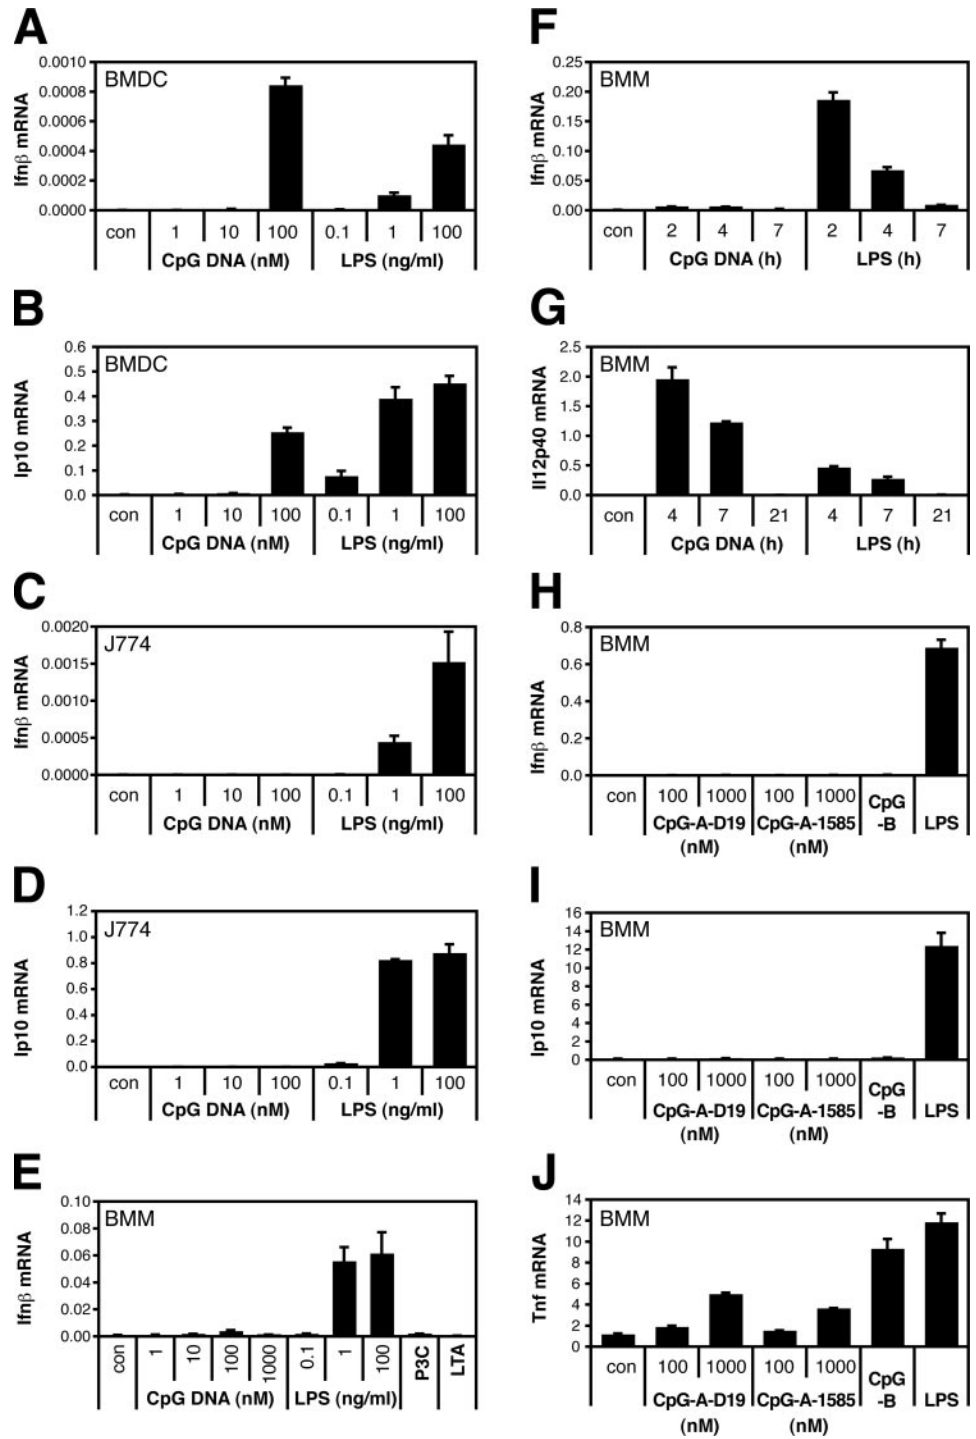 A
BMDC
Ifnβ mRNA
0.0010
0.0008
0.0006
0.0004
0.0002
0.0000
con 1 10 100 0.1 1 100
CpG DNA (nM) LPS (ng/ml)
B
BMDC
Ip10 mRNA
0.6
0.5
0.4
0.3
0.2
0.1
0.0
con 1 10 100 0.1 1 100
CpG DNA (nM) LPS (ng/ml)
C
J774
Ifnβ mRNA
0.0020
0.0015
0.0010
0.0005
0.0000
con 1 10 100 0.1 1 100
CpG DNA (nM) LPS (ng/ml)
D
J774
Ip10 mRNA
1.2
1.0
0.8
0.6
0.4
0.2
0.0
con 1 10 100 0.1 1 100
CpG DNA (nM) LPS (ng/ml)
E
BMM
Ifnβ mRNA
0.10
0.08
0.06
0.04
0.02
0.00
con 1 10 100 1000 0.1 1 100 P3C LTA
CpG DNA (nM) LPS (ng/ml)
F
BMM
Ifnβ mRNA
0.25
0.20
0.15
0.10
0.05
0.00
con 2 4 7 2 4 7
CpG DNA (h) LPS (h)
G
BMM
Il12p40 mRNA
2.5
2.0
1.5
1.0
0.5
0.0
con 4 7 21 4 7 21
CpG DNA (h) LPS (h)
H
BMM
Ifnβ mRNA
0.8
0.6
0.4
0.2
0.0
con 100 1000 100 1000 CpG LPS
CpG-A-D19 CpG-A-1585 -B
(nM) (nM)
I
BMM
Ip10 mRNA
16
14
12
10
8
6
4
2
0
con 100 1000 100 1000 CpG LPS
CpG-A-D19 CpG-A-1585 -B
(nM) (nM)
J
BMM
Tnf mRNA
14
12
10
8
6
4
2
0
con 100 1000 100 1000 CpG LPS
CpG-A-D19 CpG-A-1585 -B
(nM) (nM)